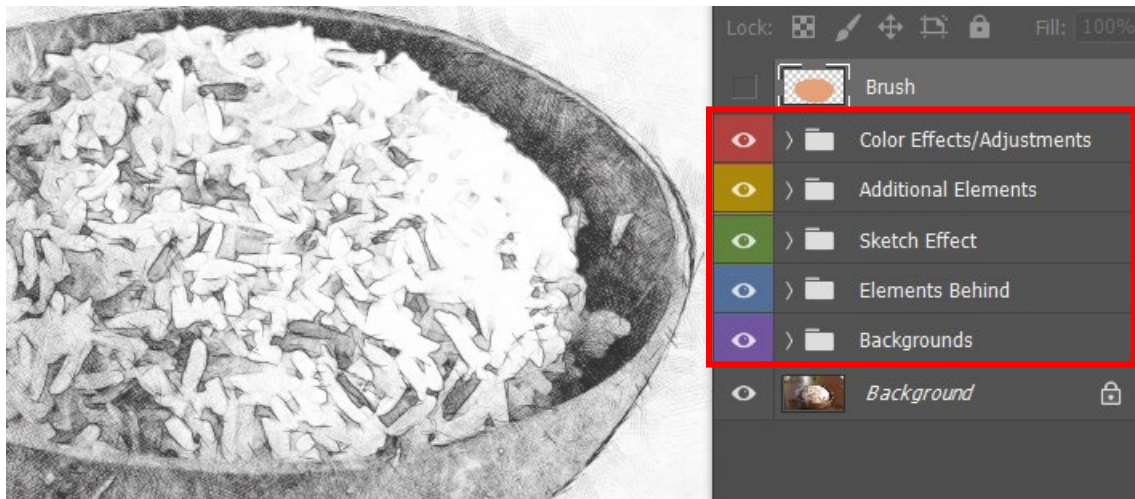 Lock: Fill: 100%
Brush
Color Effects/Adjustments
Additional Elements
Sketch Effect
Elements Behind
Backgrounds
Background